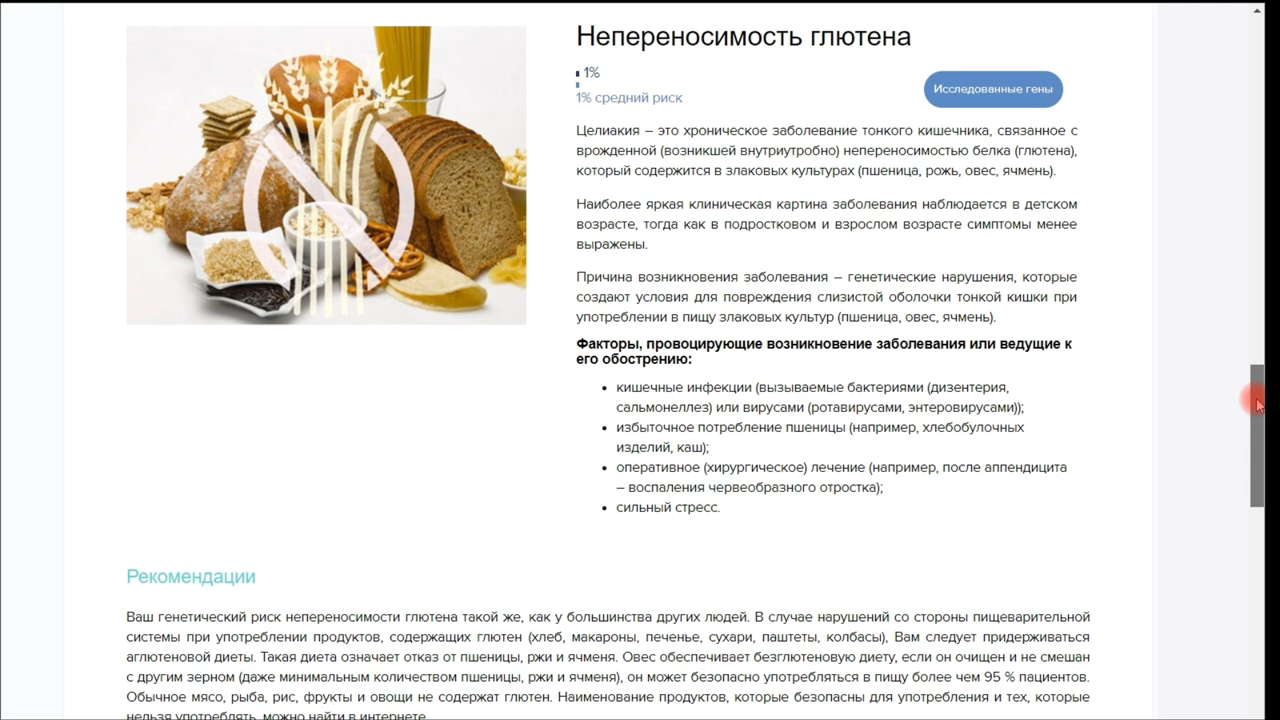 Непереносимость глютена
1%
1% средний риск
Исследованные гены
Целиакия – это хроническое заболевание тонкого кишечника, связанное с
врожденной (возникшей внутриутробно) непереносимостью белка (глютена),
который содержится в злаковых культурах (пшеница, рожь, овес, ячмень).
Наиболее яркая клиническая картина заболевания наблюдается в детском
возрасте, тогда как в подростковом и взрослом возрасте симптомы менее
выражены.
Причина возникновения заболевания – генетические нарушения, которые
создают условия для повреждения слизистой оболочки тонкой кишки при
употреблении в пищу злаковых культур (пшеница, овес, ячмень).
Факторы, провоцирующие возникновение заболевания или ведущие к
его обострению:
• кишечные инфекции (вызываемые бактериями (дизентерия,
сальмонеллез) или вирусами (ротавирусами, энтеровирусами));
• избыточное потребление пшеницы (например, хлебобулочных
изделий, каш);
• оперативное (хирургическое) лечение (например, после аппендицита
– воспаления червеобразного отростка);
• сильный стресс.
Рекомендации
Ваш генетический риск непереносимости глютена такой же, как у большинства других людей. В случае нарушений со стороны пищеварительной
системы при употреблении продуктов, содержащих глютен (хлеб, макароны, печенье, сухари, паштеты, колбасы), Вам следует придерживаться
аглютеновой диеты. Такая диета означает отказ от пшеницы, ржи и ячменя. Овес обеспечивает безглютеновую диету, если он очищен и не смешан
с другим зерном (даже минимальным количеством пшеницы, ржи и ячменя), он может безопасно употребляться в пищу более чем 95 % пациентов.
Обычное мясо, рыба, рис, фрукты и овощи не содержат глютен. Наименование продуктов, которые безопасны для употребления и тех, которые
нельзя употреблять, можно найти в интернете.